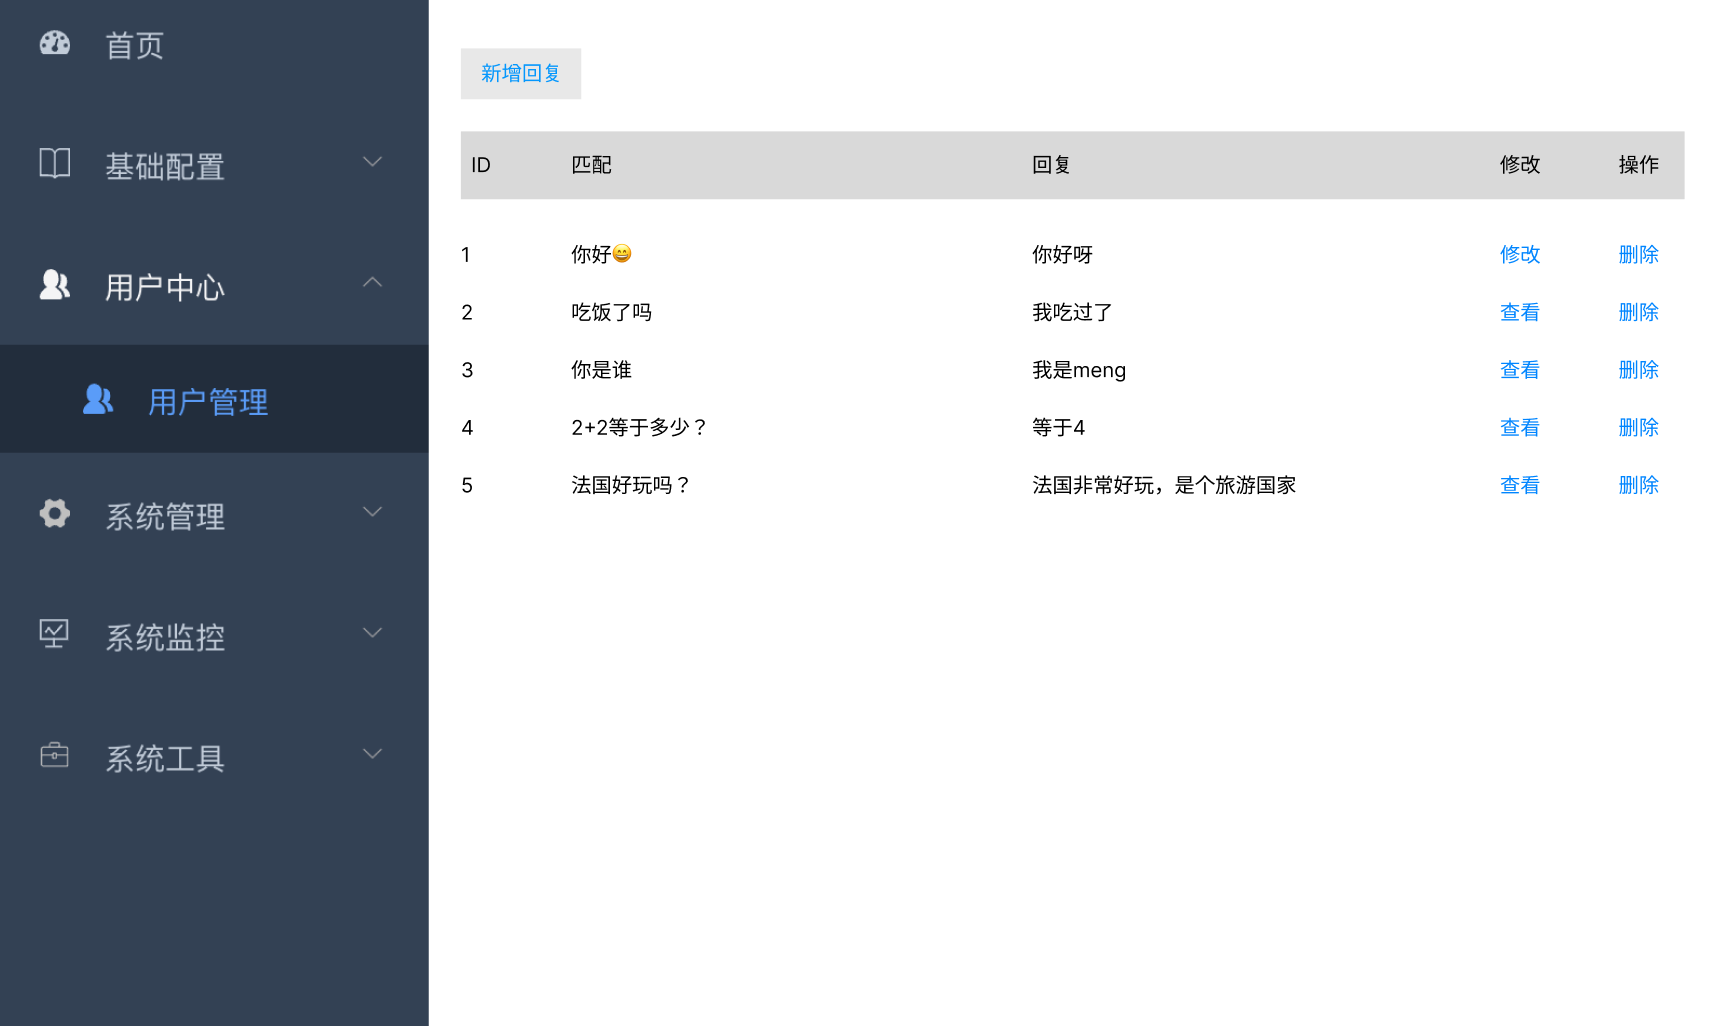 首页
基础配置
用户中心
用户管理
系统管理
系统监控
系统工具
新增回复
ID 匹配 回复 修改 操作
1 你好😄 你好呀 修改 删除
2 吃饭了吗 我吃过了 查看 删除
3 你是谁 我是meng 查看 删除
4 2+2等于多少？ 等于4 查看 删除
5 法国好玩吗？ 法国非常好玩，是个旅游国家 查看 删除